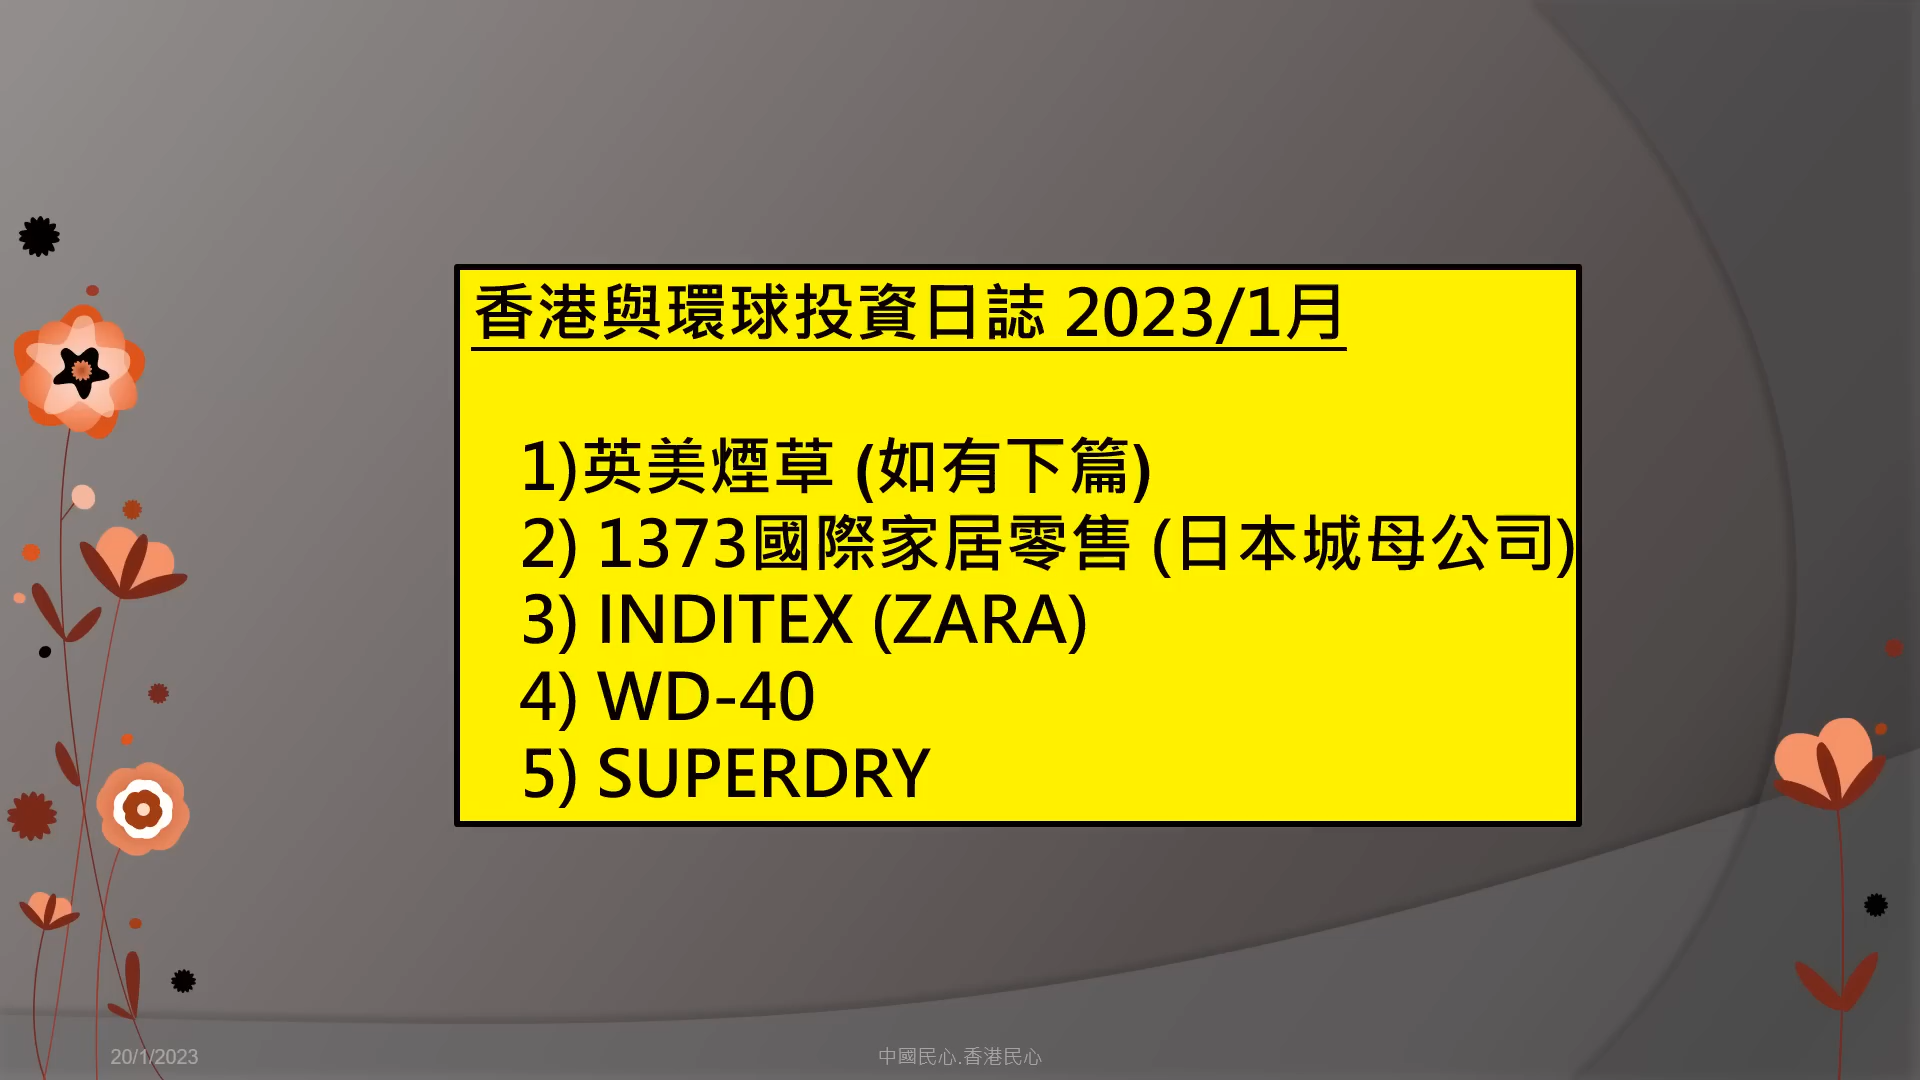 香港與環球投資日誌 2023/1月
1)英美煙草 (如有下篇)
2) 1373國際家居零售 (日本城母公司)
3) INDITEX (ZARA)
4) WD-40
5) SUPERDRY
20/1/2023
中國民心.香港民心